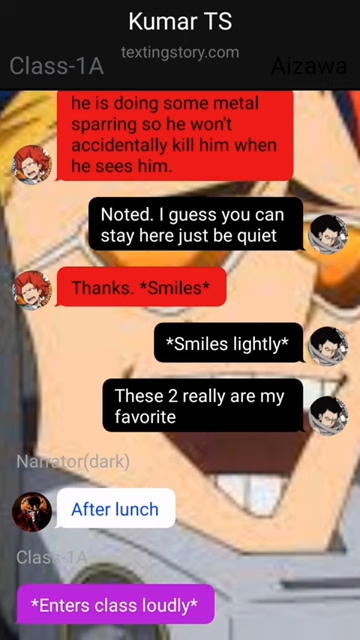 Kumar TS
textingstory.com
Class-1A
Aizawa
he is doing some metal
sparring so he won't
accidentally kill him when
he sees him.
Noted. I guess you can
stay here just be quiet
Thanks. *Smiles*
*Smiles lightly*
These 2 really are my
favorite
Narrator(dark)
After lunch
Class-1A
*Enters class loudly*